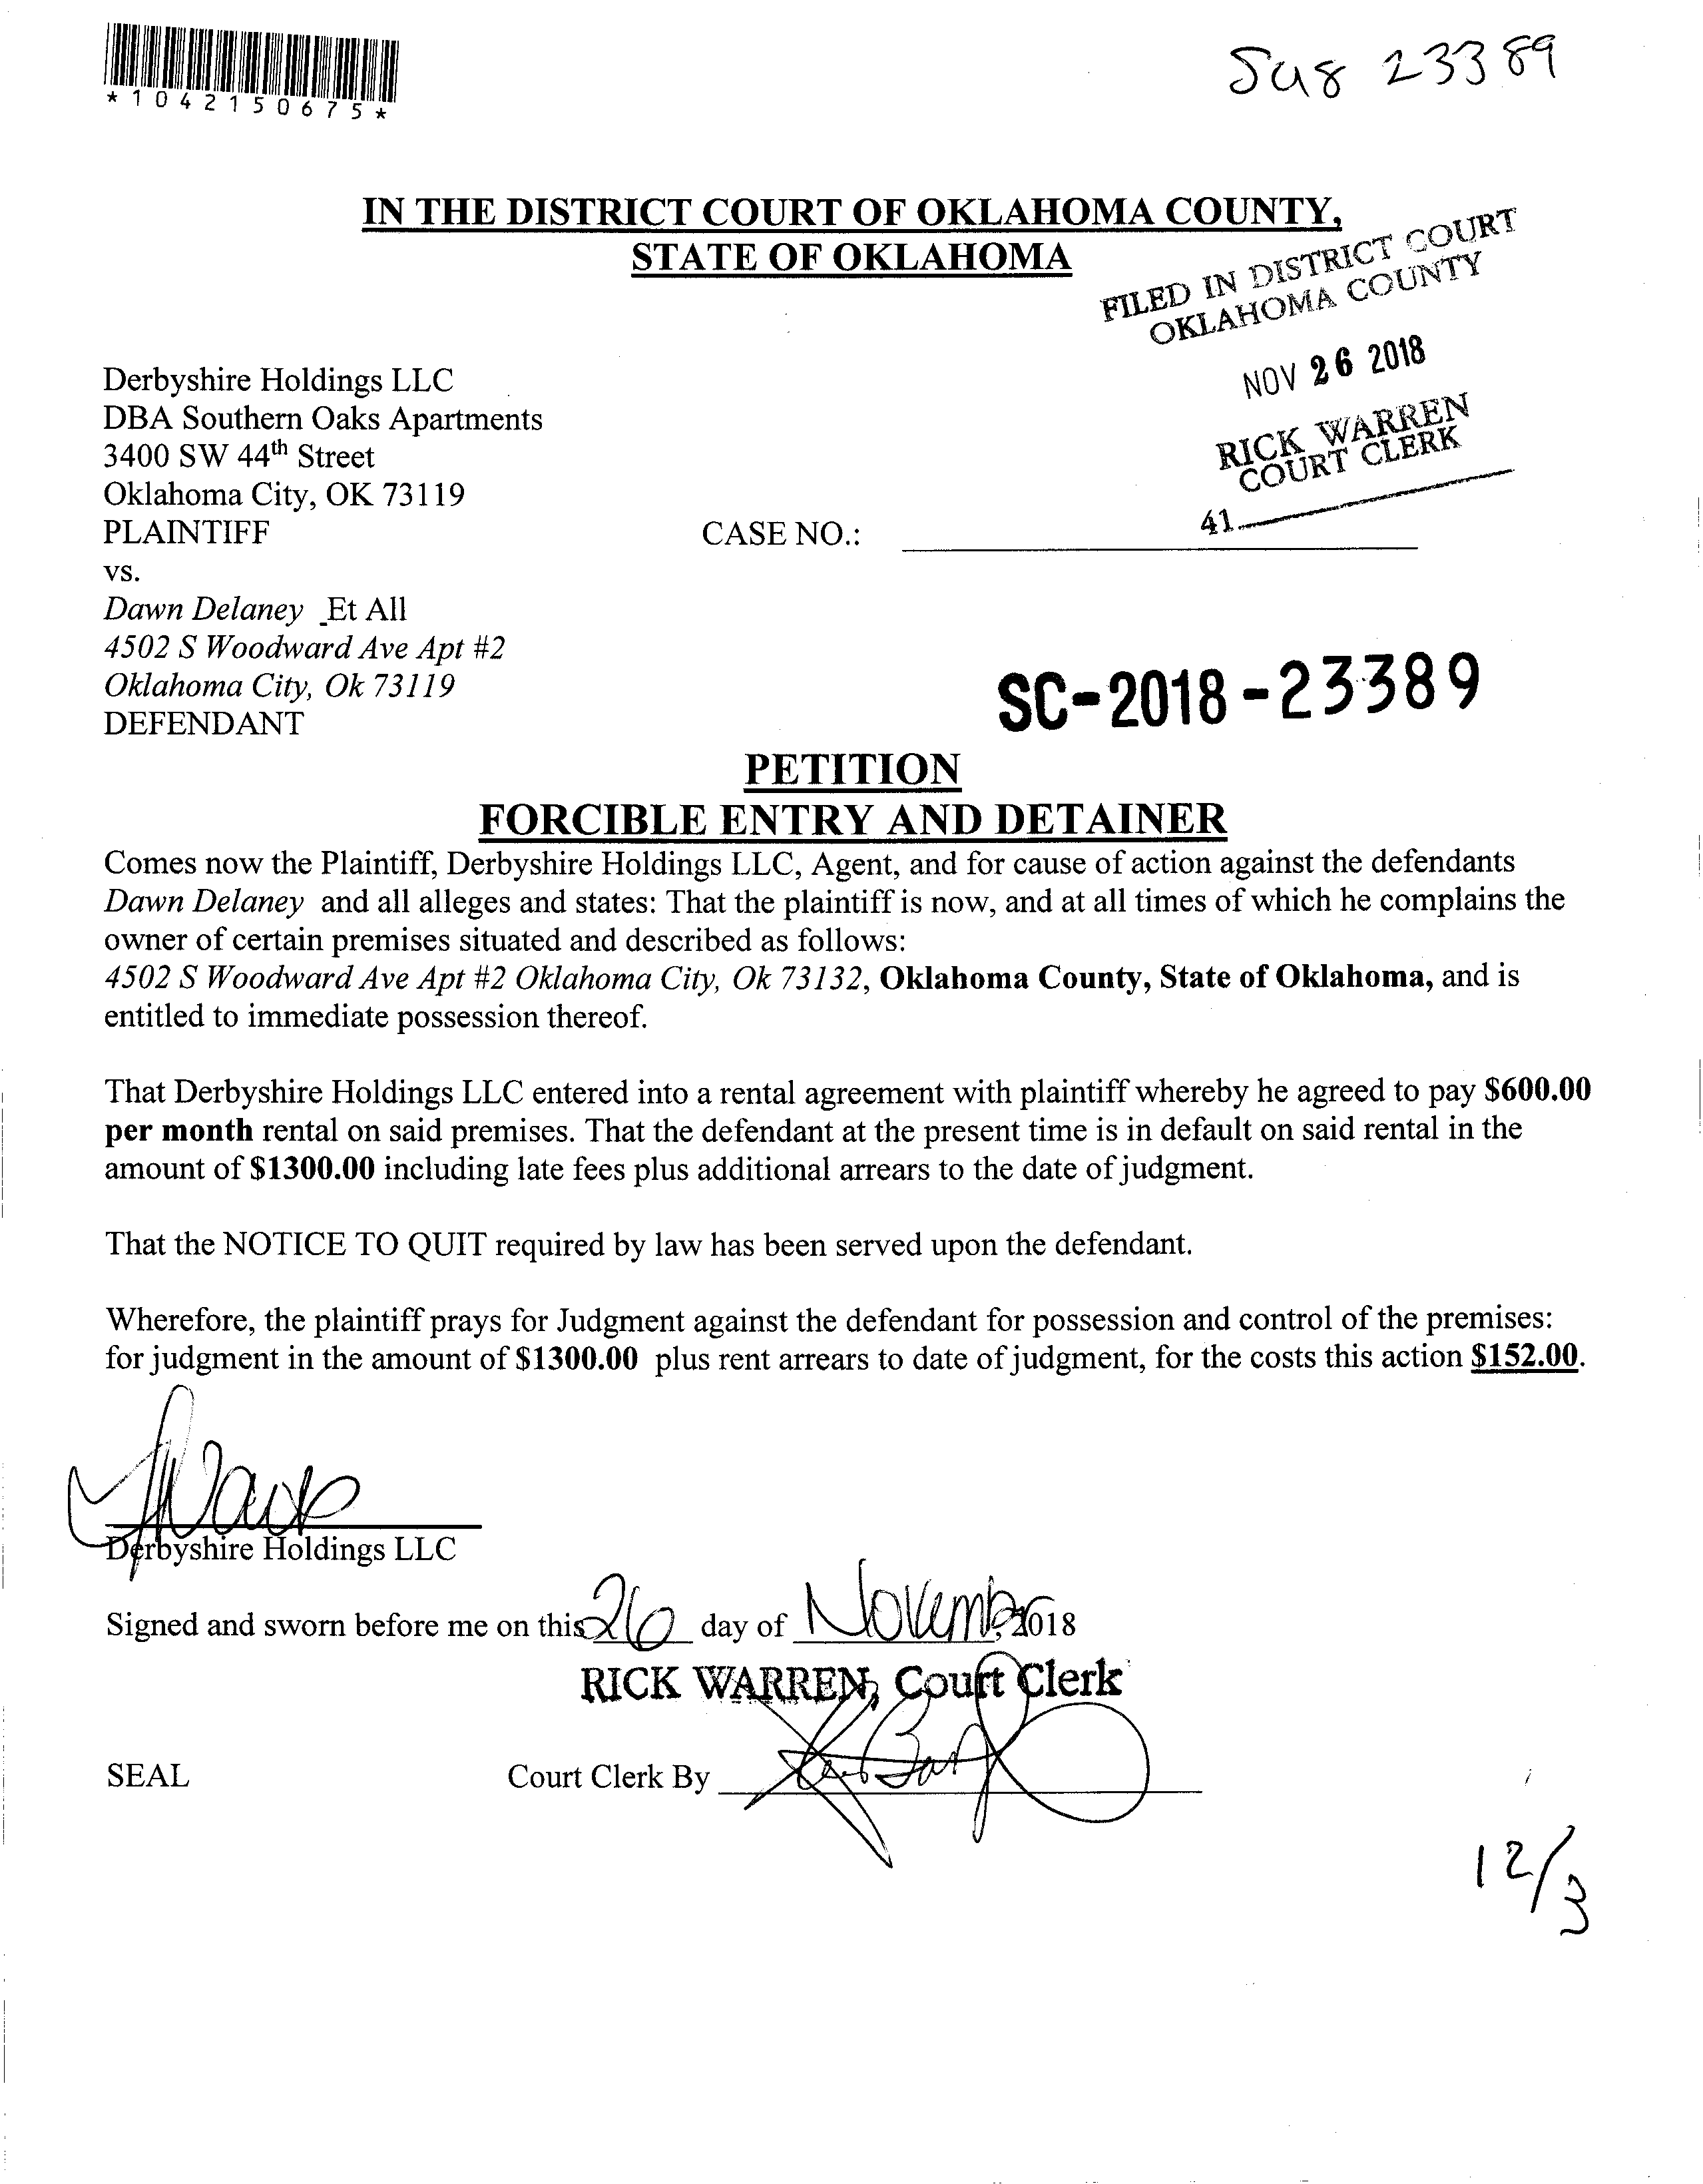 *1042150675*
23389
IN THE DISTRICT COURT OF OKLAHOMA COUNTY,
STATE OF OKLAHOMA
FILED IN DISTRICT COURT
OKLAHOMA COUNTY
NOV 26 2018
RICK WARREN
COURT CLERK
41
Derbyshire Holdings LLC
DBA Southern Oaks Apartments
3400 SW 44th Street
Oklahoma City, OK 73119
PLAINTIFF
CASE NO.:
vs.
Dawn Delaney Et All
4502 S Woodward Ave Apt #2
Oklahoma City, Ok 73119
DEFENDANT
SC-2018-23389
PETITION
FORCIBLE ENTRY AND DETAINER
Comes now the Plaintiff, Derbyshire Holdings LLC, Agent, and for cause of action against the defendants
Dawn Delaney and all alleges and states: That the plaintiff is now, and at all times of which he complains the
owner of certain premises situated and described as follows:
4502 S Woodward Ave Apt #2 Oklahoma City, Ok 73132, Oklahoma County, State of Oklahoma, and is
entitled to immediate possession thereof.
That Derbyshire Holdings LLC entered into a rental agreement with plaintiff whereby he agreed to pay $600.00
per month rental on said premises. That the defendant at the present time is in default on said rental in the
amount of $1300.00 including late fees plus additional arrears to the date of judgment.
That the NOTICE TO QUIT required by law has been served upon the defendant.
Wherefore, the plaintiff prays for Judgment against the defendant for possession and control of the premises:
for judgment in the amount of $1300.00 plus rent arrears to date of judgment, for the costs this action $152.00.
Derbyshire Holdings LLC
Signed and sworn before me on this 26 day of November, 2018
RICK WARREN, Court Clerk
SEAL
Court Clerk By
12/3